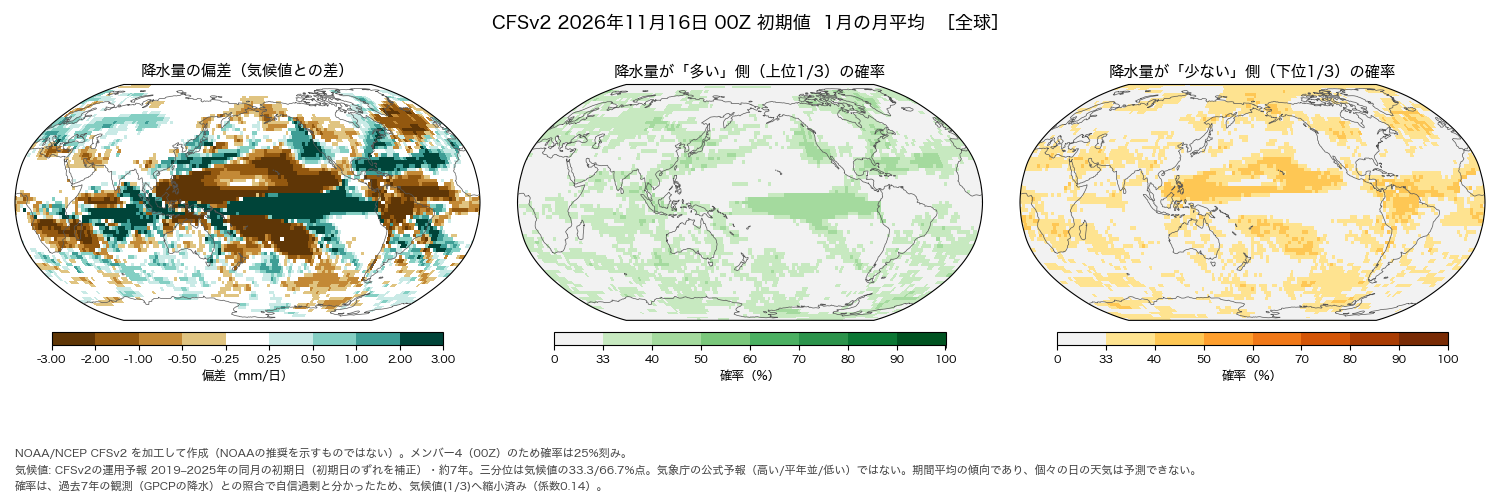 CFSv2 2026年11月16日 00Z 初期値 1月の月平均 ［全球］
降水量の偏差（気候値との差）
降水量が「多い」側（上位1/3）の確率
降水量が「少ない」側（下位1/3）の確率
-3.00 -2.00 -1.00 -0.50 -0.25 0.25 0.50 1.00 2.00 3.00
偏差（mm/日）
0 33 40 50 60 70 80 90 100
確率（%）
0 33 40 50 60 70 80 90 100
確率（%）
NOAA/NCEP CFSv2 を加工して作成（NOAAの推奨を示すものではない）。メンバー4（00Z）のため確率は25%刻み。
気候値: CFSv2の運用予報 2019–2025年の同月の初期日（初期日のずれを補正）・約7年。三分位は気候値の33.3/66.7%点。気象庁の公式予報（高い/平年並/低い）ではない。期間平均の傾向であり、個々の日の天気は予測できない。
確率は、過去7年の観測（GPCPの降水）との照合で自信過剰と分かったため、気候値(1/3)へ縮小済み（係数0.14）。